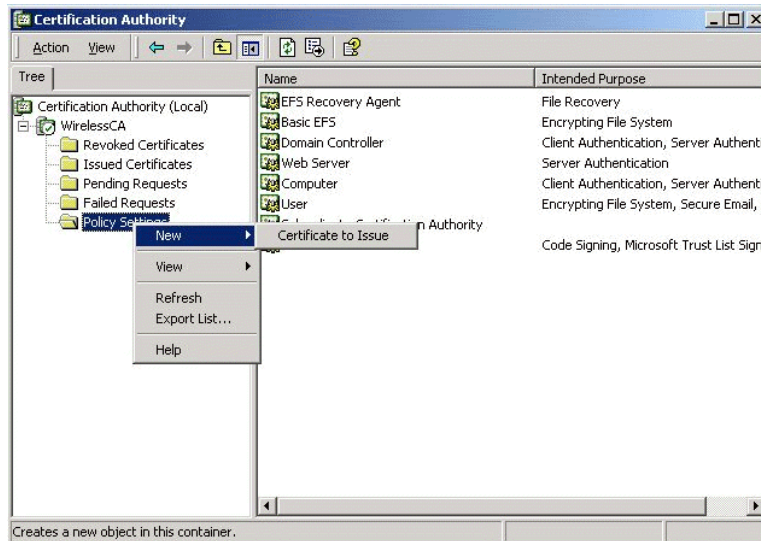 Certification Authority
Action View
Tree
Name Intended Purpose
Certification Authority (Local)
WirelessCA
Revoked Certificates
Issued Certificates
Pending Requests
Failed Requests
Policy Settings
EFS Recovery Agent File Recovery
Basic EFS Encrypting File System
Domain Controller Client Authentication, Server Authent
Web Server Server Authentication
Computer Client Authentication, Server Authent
User Encrypting File System, Secure Email,
Subordinate Certification Authority
Code Signing, Microsoft Trust List Sign
New
Certificate to Issue
View
Refresh
Export List...
Help
Creates a new object in this container.